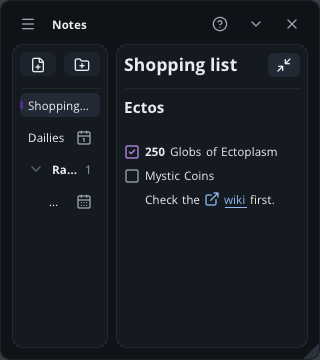 Notes
Shopping...
Dailies
Ra... 1
...
Shopping list
Ectos
250 Globs of Ectoplasm
Mystic Coins
Check the wiki first.